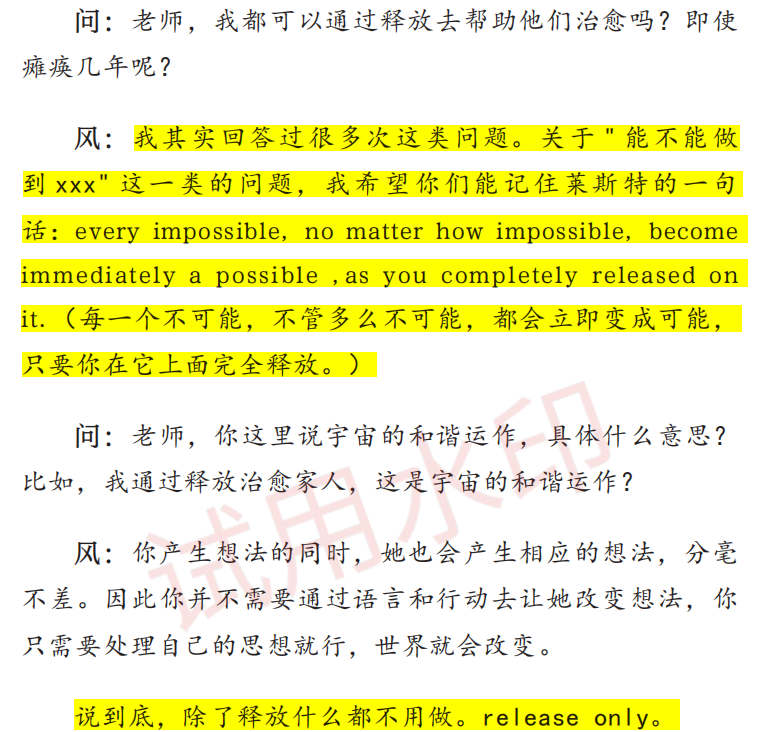 问：老师，我都可以通过释放去帮助他们治愈吗？即使
瘫痪几年呢？
风：我其实回答过很多次这类问题。关于"能不能做
到 xxx"这一类的问题，我希望你们能记住莱斯特的一句
话：every impossible, no matter how impossible, become
immediately a possible ,as you completely released on
it.（每一个不可能，不管多么不可能，都会立即变成可能，
只要你在它上面完全释放。）
问：老师，你这里说宇宙的和谐运作，具体什么意思？
比如，我通过释放治愈家人，这是宇宙的和谐运作？
风：你产生想法的同时，她也会产生相应的想法，分毫
不差。因此你并不需要通过语言和行动去让她改变想法，你
只需要处理自己的思想就行，世界就会改变。
说到底，除了释放什么都不用做。release only。
试用水印